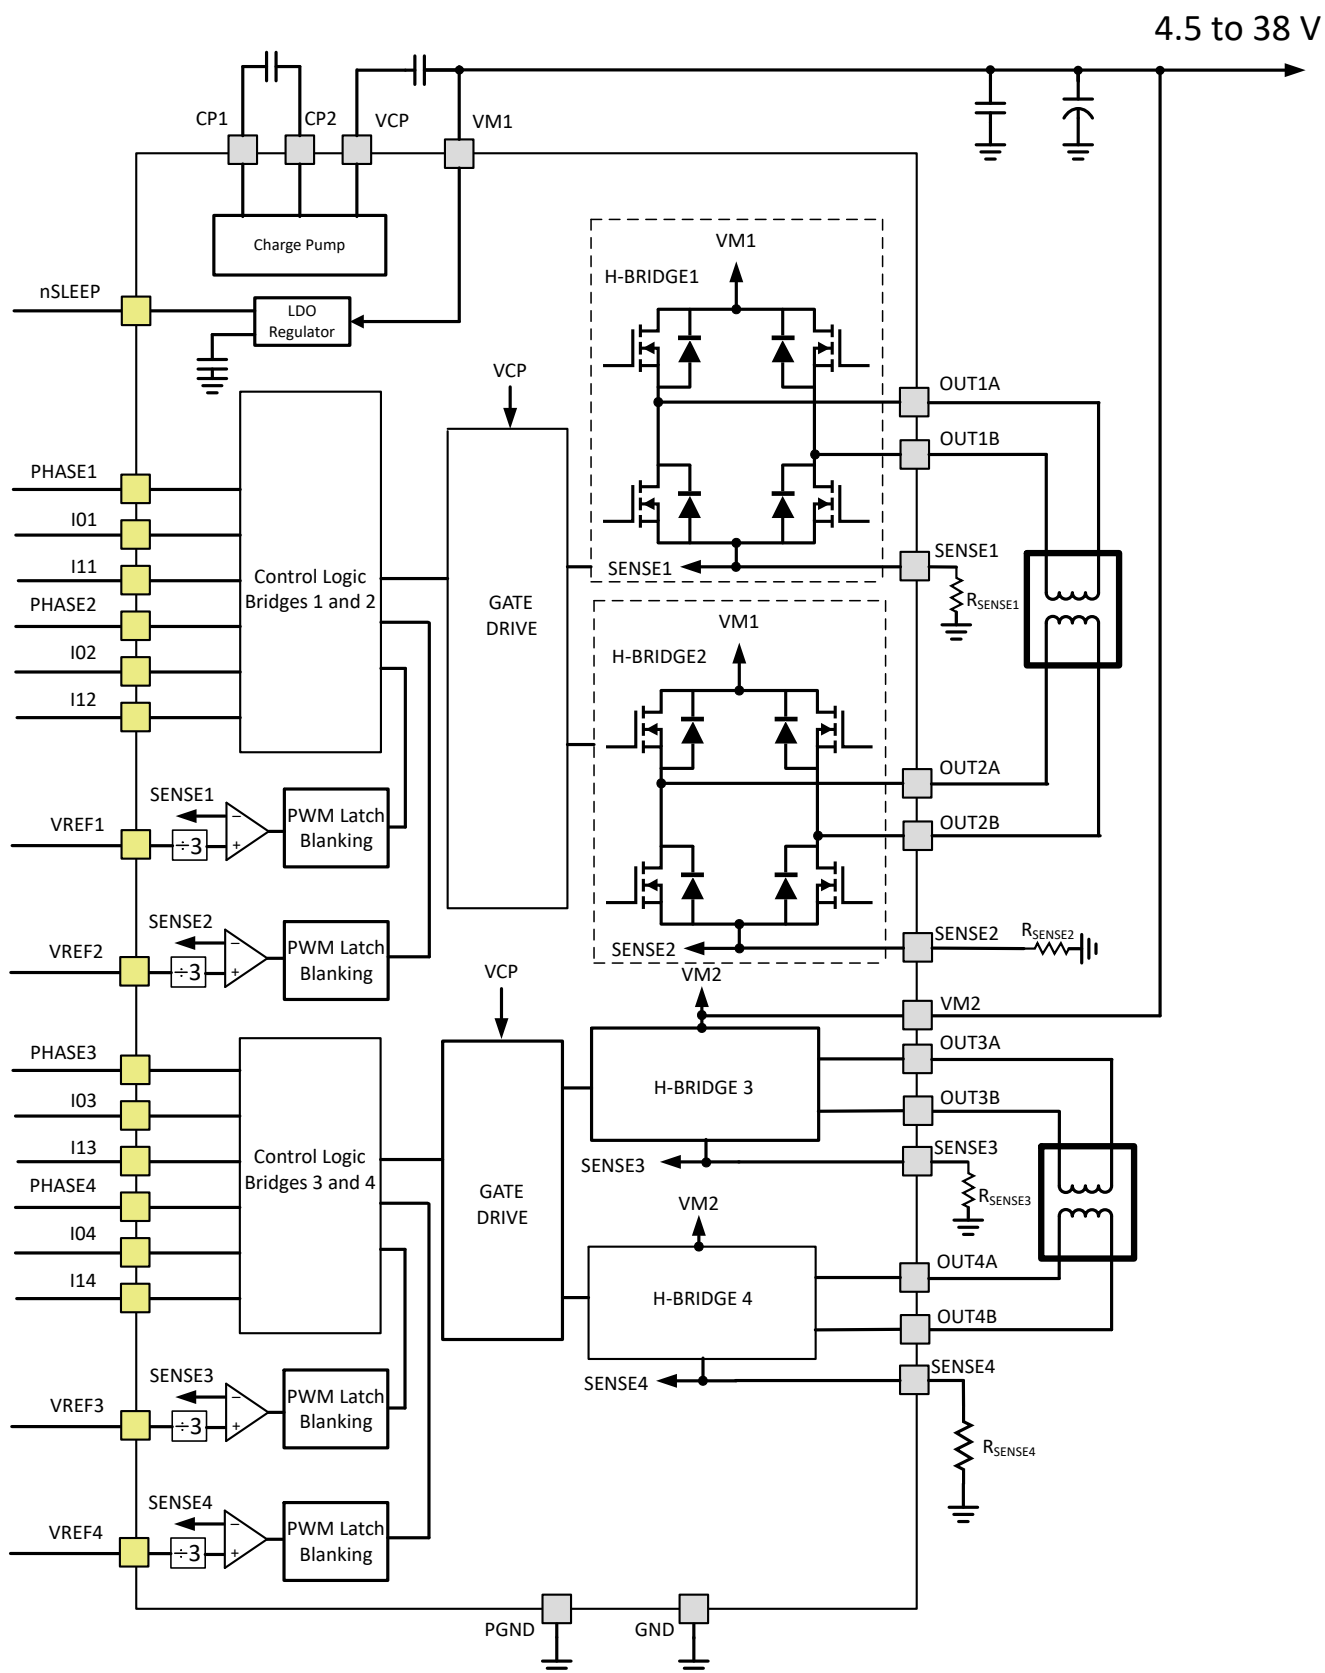 4.5 to 38 V
CP1
CP2
VCP
VM1
Charge Pump
nSLEEP
LDO
Regulator
VM1
H-BRIDGE1
VCP
OUT1A
OUT1B
PHASE1
I01
I11
PHASE2
I02
I12
Control Logic
Bridges 1 and 2
GATE
DRIVE
SENSE1
SENSE1
RSENSE1
VM1
H-BRIDGE2
OUT2A
OUT2B
SENSE1
VREF1
÷3
−
+
PWM Latch
Blanking
SENSE2
VREF2
÷3
−
+
PWM Latch
Blanking
SENSE2
SENSE2
RSENSE2
VCP
VM2
VM2
OUT3A
OUT3B
PHASE3
I03
I13
PHASE4
I04
I14
Control Logic
Bridges 3 and 4
GATE
DRIVE
H-BRIDGE 3
SENSE3
SENSE3
RSENSE3
VM2
H-BRIDGE 4
OUT4A
OUT4B
SENSE4
SENSE4
RSENSE4
SENSE3
VREF3
÷3
−
+
PWM Latch
Blanking
SENSE4
VREF4
÷3
−
+
PWM Latch
Blanking
PGND
GND